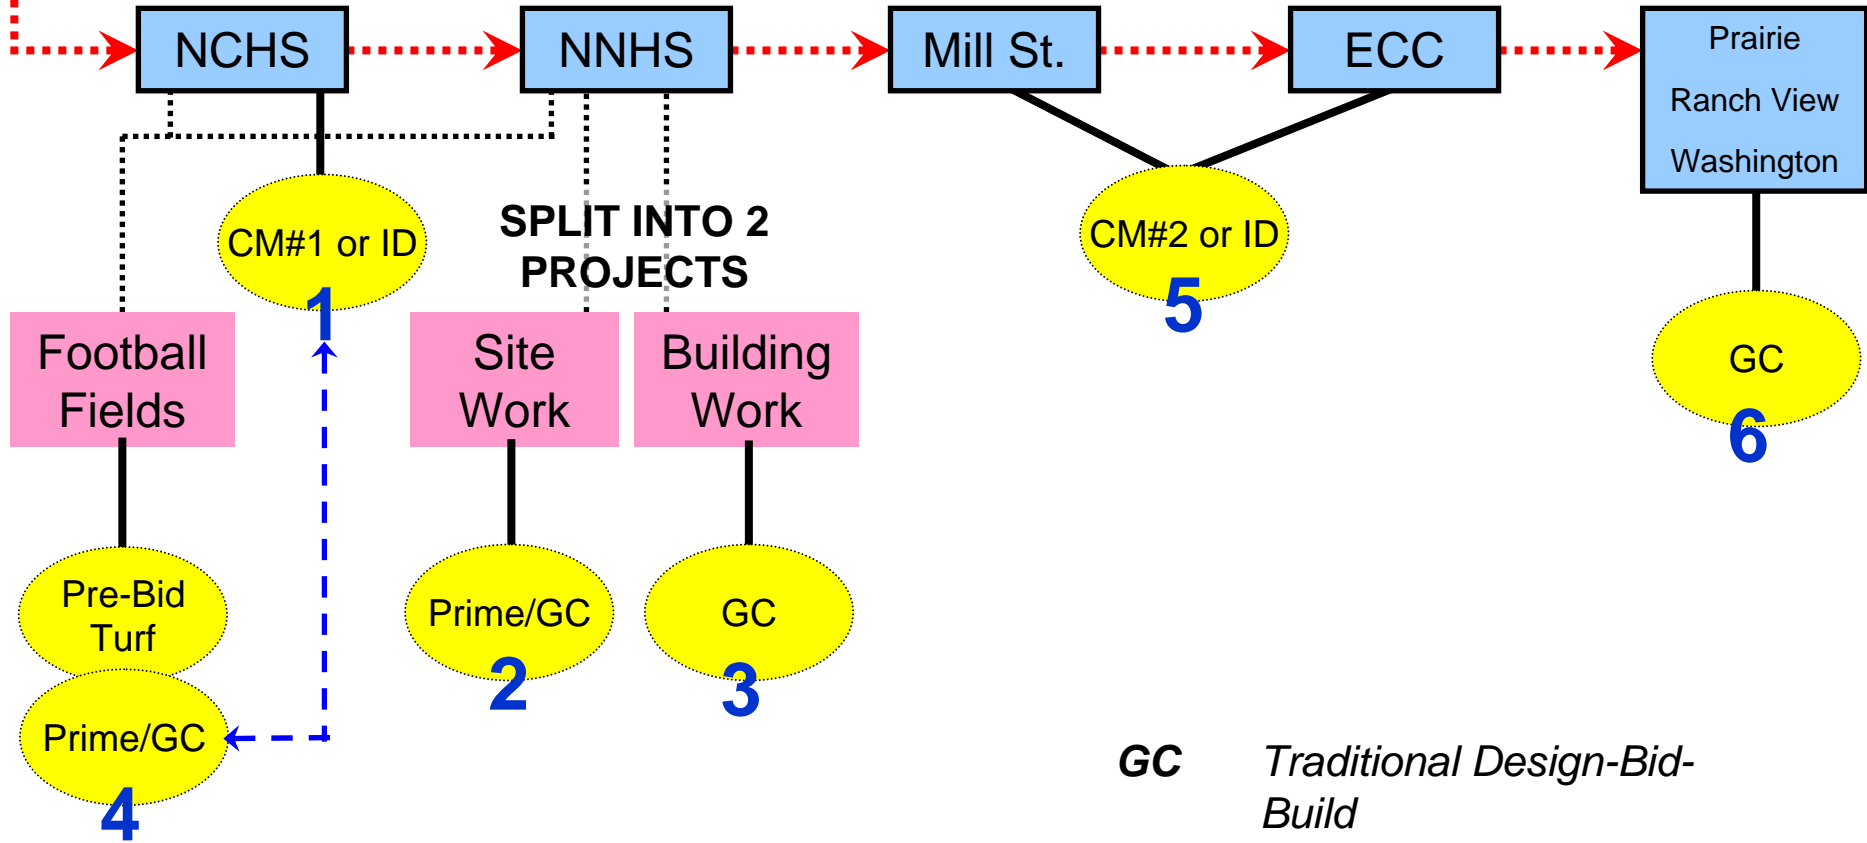 NCHS
NNHS
Mill St.
ECC
Prairie
Ranch View
Washington
CM#1 or ID
1
SPLIT INTO 2
PROJECTS
CM#2 or ID
5
Football
Fields
Site
Work
Building
Work
GC
6
Pre-Bid
Turf
Prime/GC
4
Prime/GC
2
GC
3
GC Traditional Design-Bid-
Build